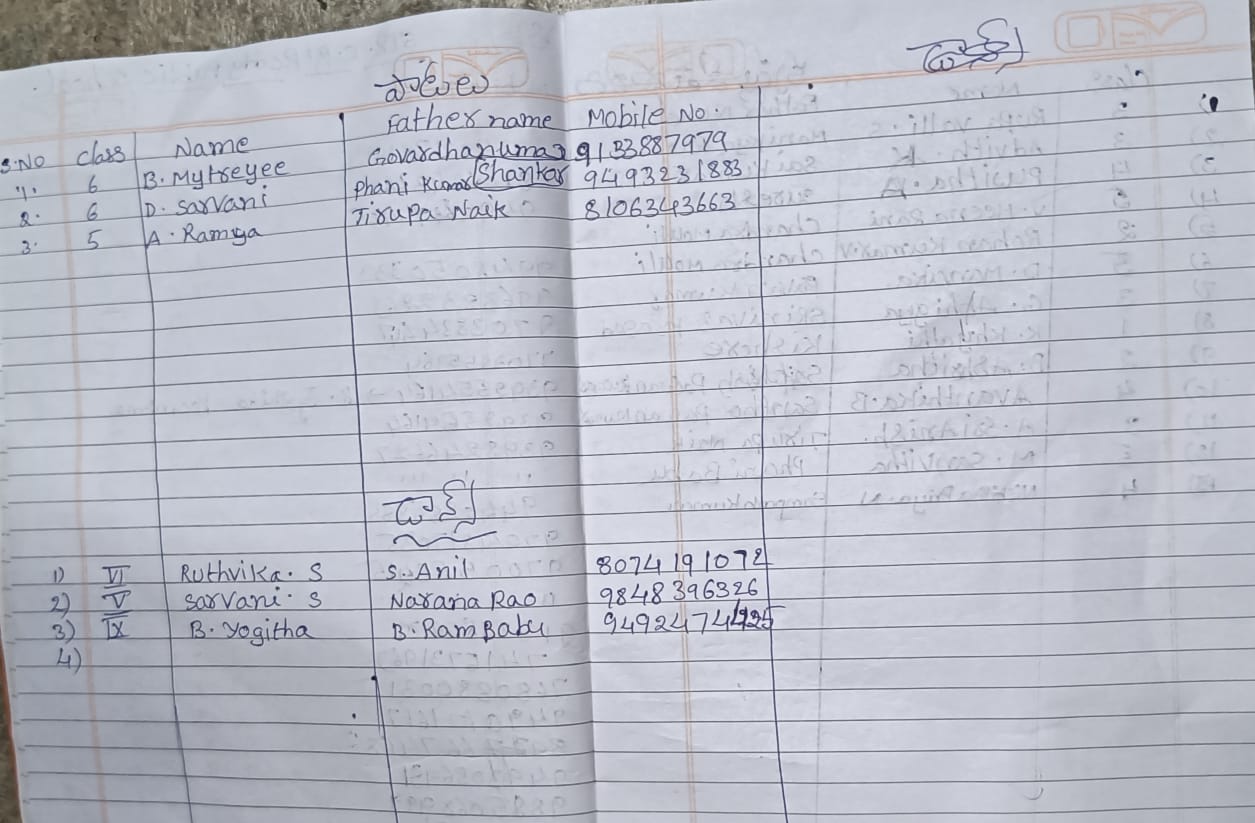 S.No class Name Father name Mobile No.
1. 6 B. Mytreyee Govardhanuma Shankar 9133887979
2. 6 D. Sarvani Phani Kumar 9493231883
3. 5 A. Ramya Tirupa Naik 8106343663
1) VI Ruthvika. S S. Anil 8074191072
2) V Sarvani. S Narana Rao 9848396326
3) IX B. Yogitha B. Ram Babu
4)